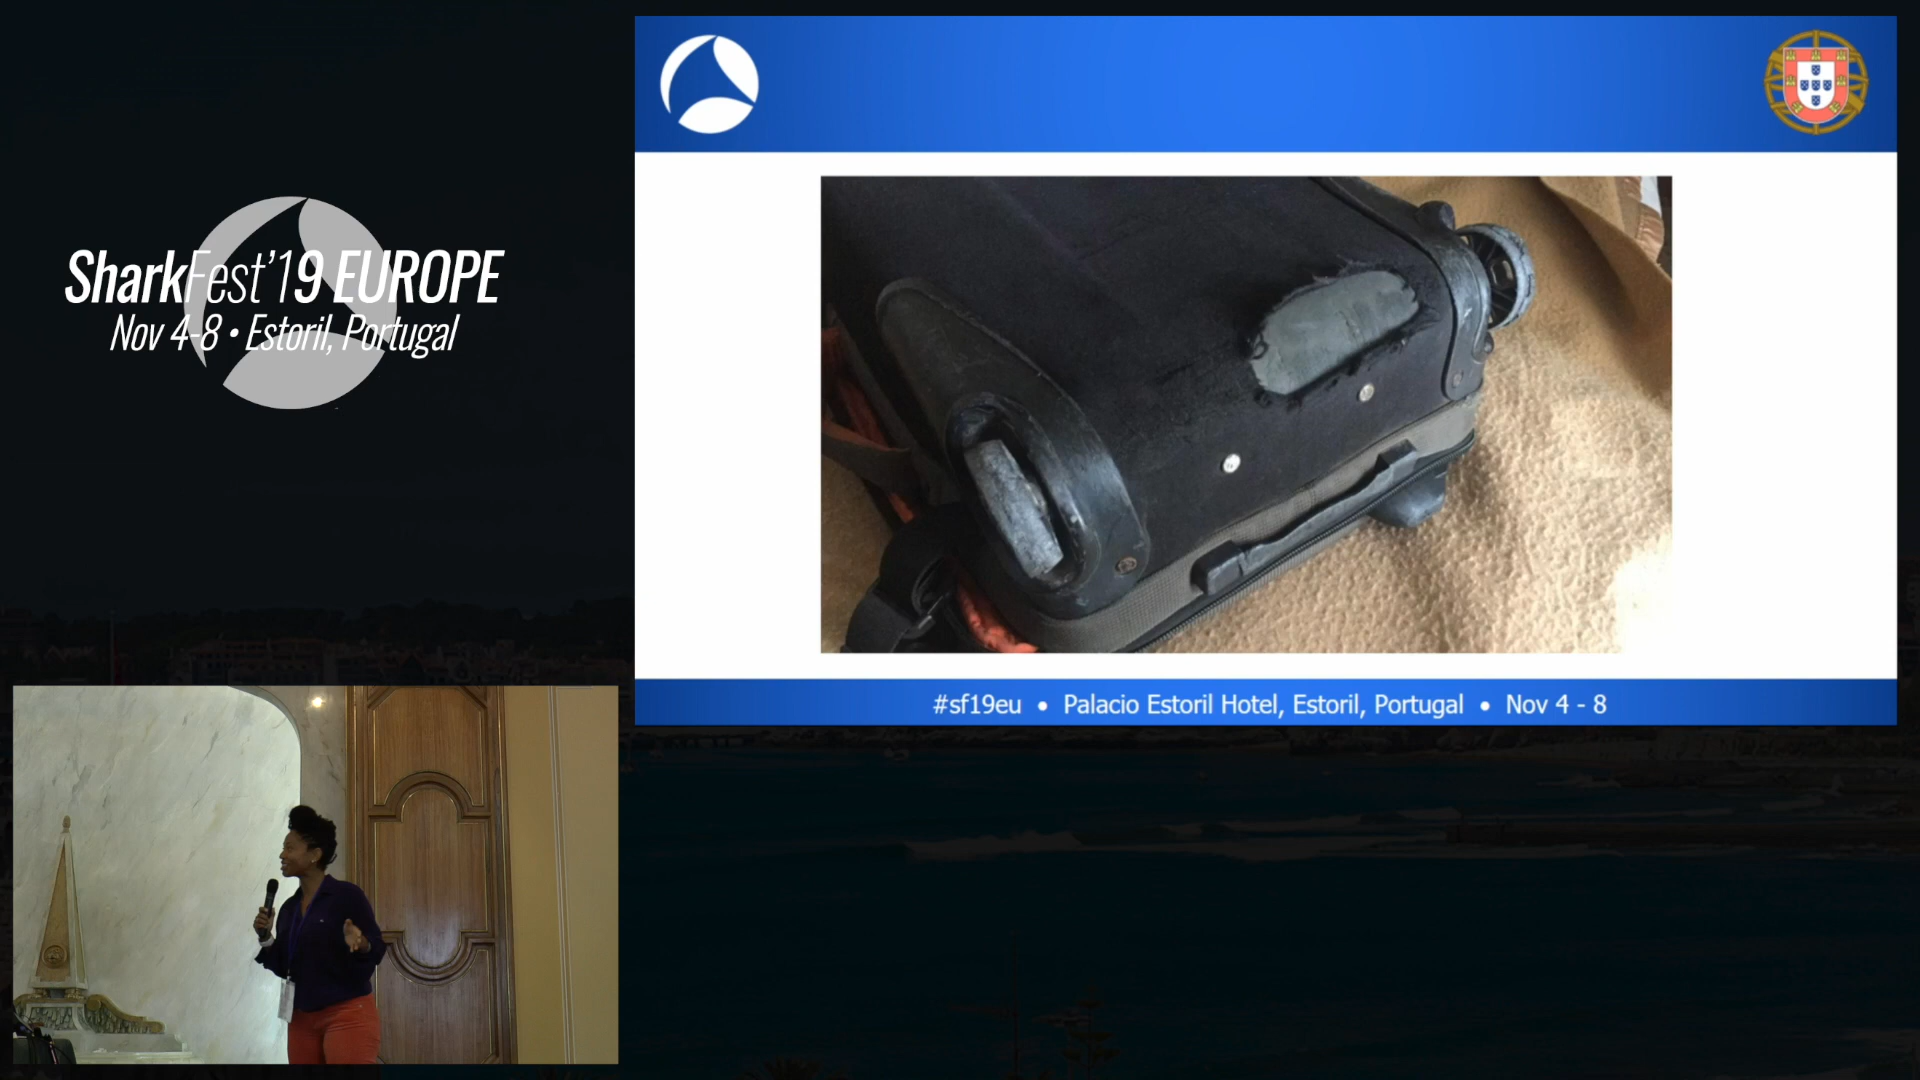 SharkFest'19 EUROPE
Nov 4-8 • Estoril, Portugal
#sf19eu • Palacio Estoril Hotel, Estoril, Portugal • Nov 4 - 8